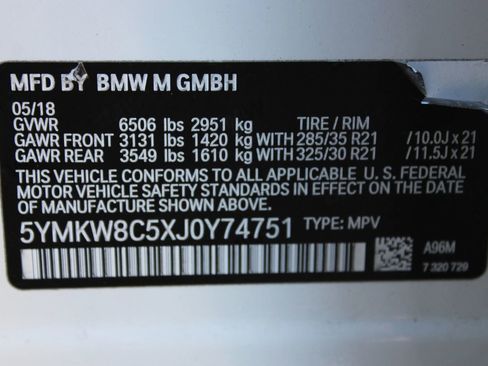 MFD BY BMW M GMBH
05/18
GVWR 6506 lbs 2951 kg TIRE / RIM
GAWR FRONT 3131 lbs 1420 kg WITH 285/35 R21 /10.0J x 21
GAWR REAR 3549 lbs 1610 kg WITH 325/30 R21 /11.5J x 21
THIS VEHICLE CONFORMS TO ALL APPLICABLE U. S. FEDERAL
MOTOR VEHICLE SAFETY STANDARDS IN EFFECT ON THE
DATE OF MANUFACTURE SHOWN ABOVE.
5YMKW8C5XJ0Y74751 TYPE: MPV
A96M
7 320 729